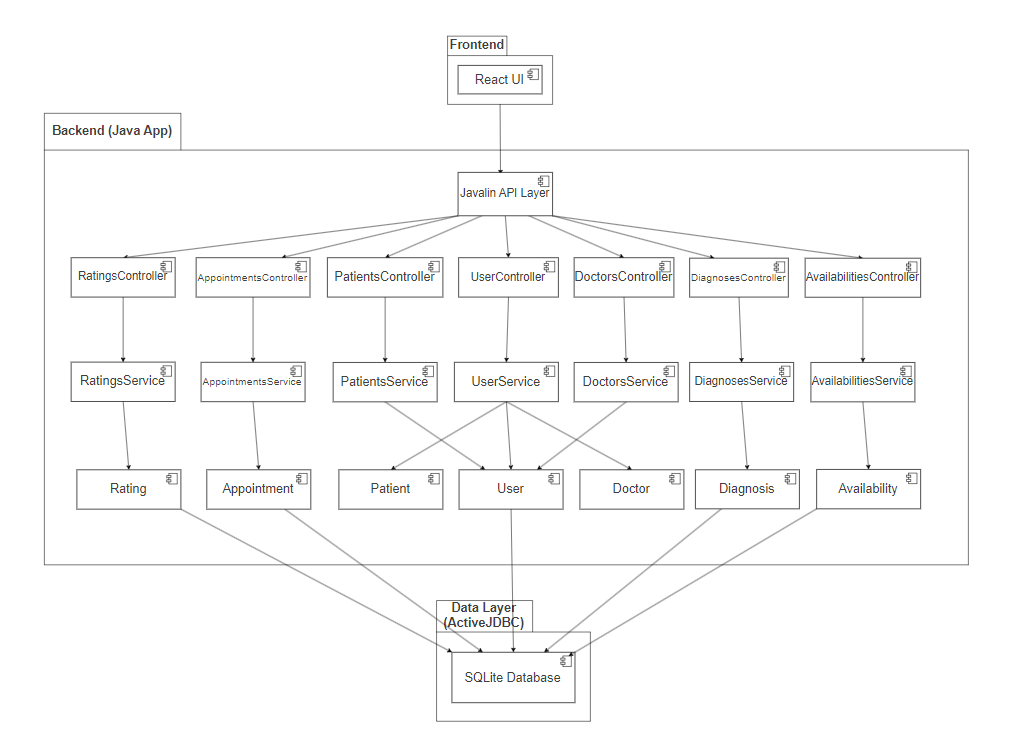 Frontend
React UI
Backend (Java App)
Javalin API Layer
RatingsController
AppointmentsController
PatientsController
UserController
DoctorsController
DiagnosesController
AvailabilitiesController
RatingsService
AppointmentsService
PatientsService
UserService
DoctorsService
DiagnosesService
AvailabilitiesService
Rating
Appointment
Patient
User
Doctor
Diagnosis
Availability
Data Layer
(ActiveJDBC)
SQLite Database